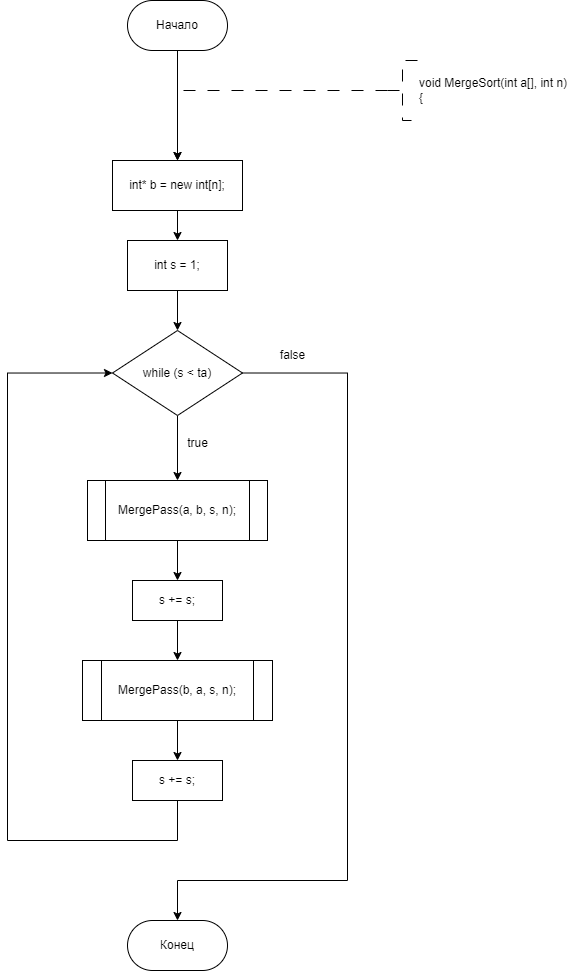 Начало
void MergeSort(int a[], int n)
{
int* b = new int[n];
int s = 1;
false
while (s < ta)
true
MergePass(a, b, s, n);
s += s;
MergePass(b, a, s, n);
s += s;
Конец